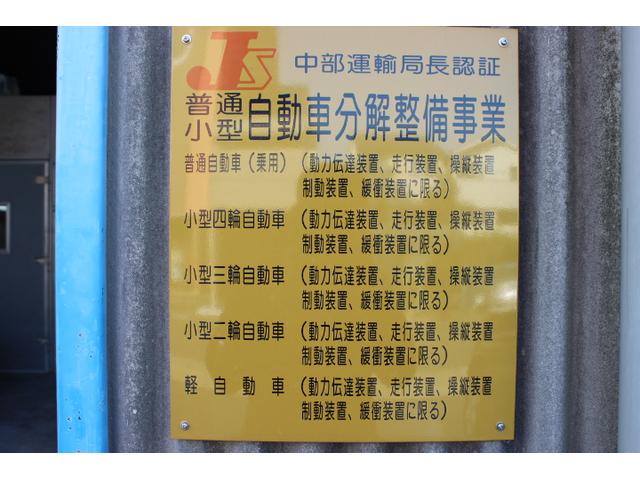 JS 中部運輸局長認証
普通
小型 自動車分解整備事業
普通自動車(乗用) (動力伝達装置、走行装置、操縦装置
制動装置、緩衝装置に限る)
小型四輪自動車 (動力伝達装置、走行装置、操縦装置
制動装置、緩衝装置に限る)
小型三輪自動車 (動力伝達装置、走行装置、操縦装置
制動装置、緩衝装置に限る)
小型二輪自動車 (動力伝達装置、走行装置、操縦装置
制動装置、緩衝装置に限る)
軽自動車 (動力伝達装置、走行装置、操縦装置
制動装置、緩衝装置に限る)